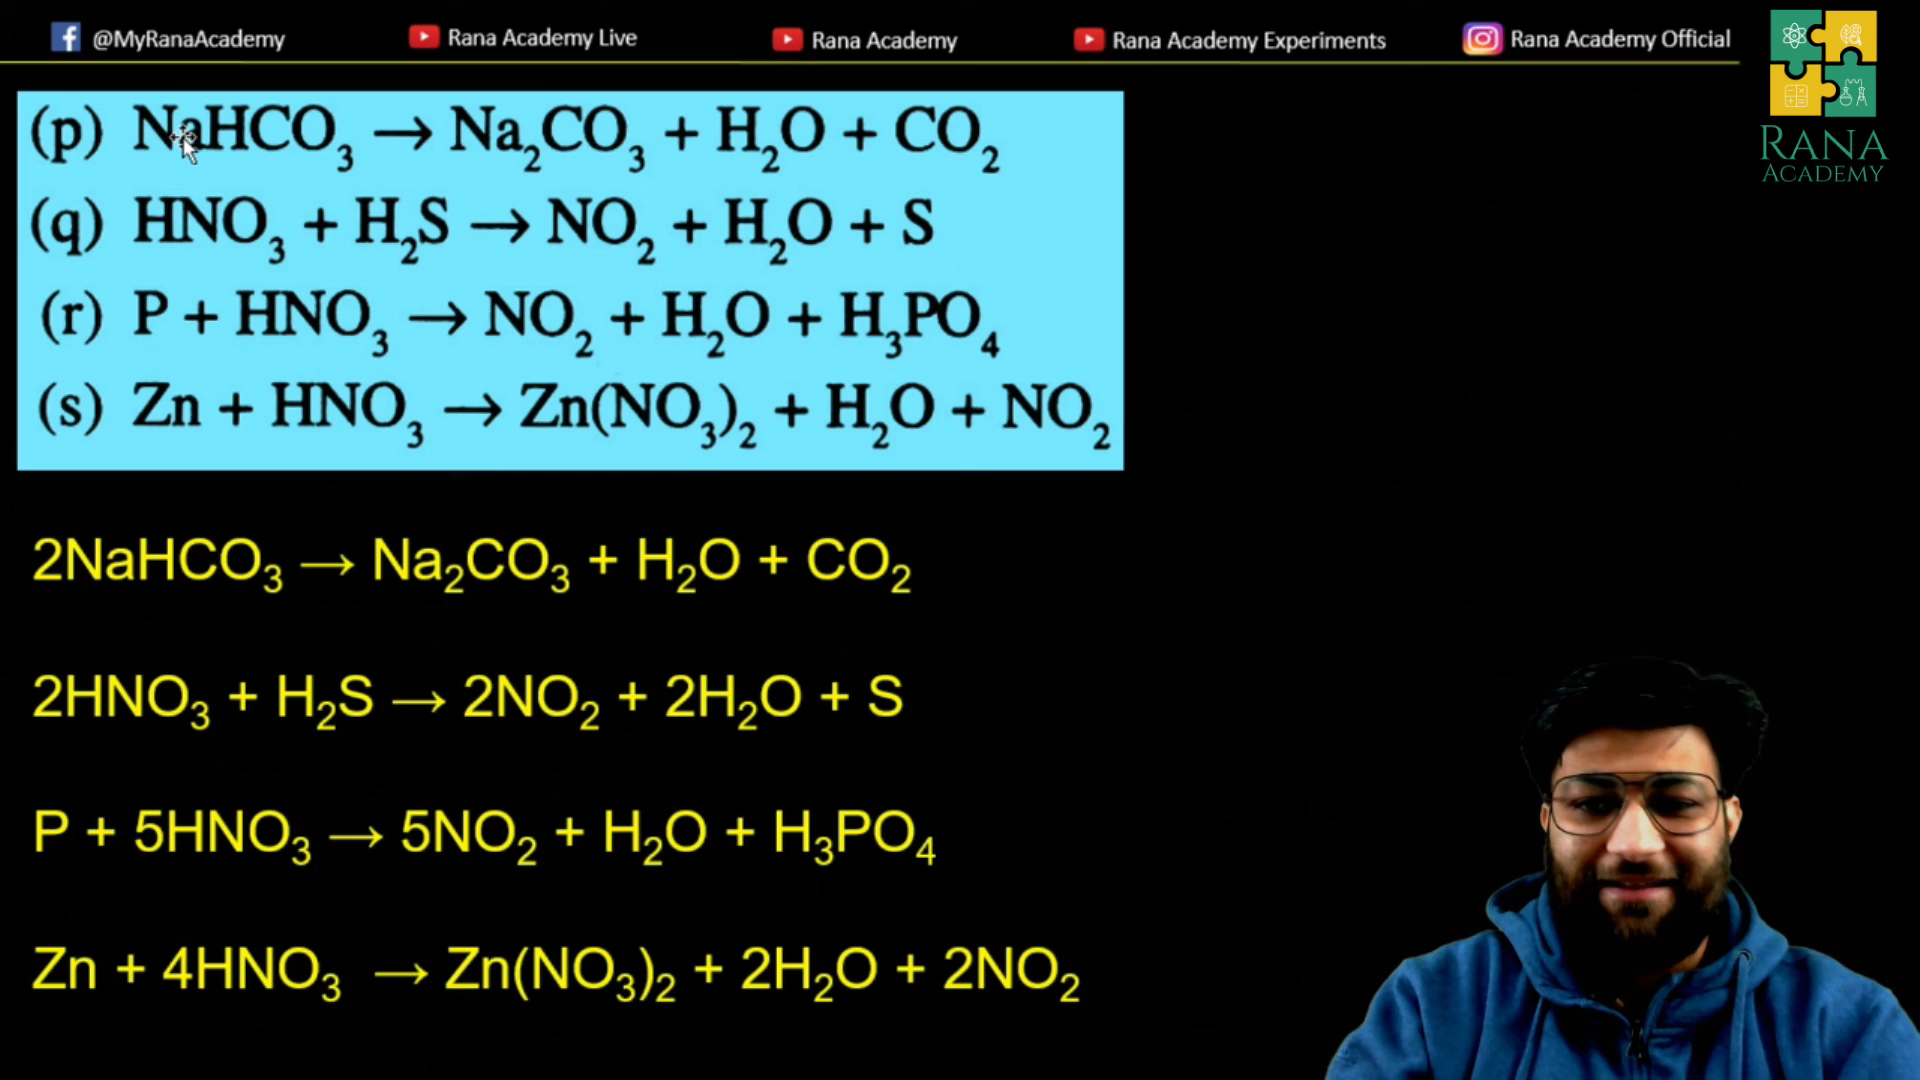 @MyRanaAcademy Rana Academy Live Rana Academy Rana Academy Experiments Rana Academy Official
RANA
ACADEMY
(p) NaHCO₃ → Na₂CO₃ + H₂O + CO₂
(q) HNO₃ + H₂S → NO₂ + H₂O + S
(r) P + HNO₃ → NO₂ + H₂O + H₃PO₄
(s) Zn + HNO₃ → Zn(NO₃)₂ + H₂O + NO₂
2NaHCO₃ → Na₂CO₃ + H₂O + CO₂
2HNO₃ + H₂S → 2NO₂ + 2H₂O + S
P + 5HNO₃ → 5NO₂ + H₂O + H₃PO₄
Zn + 4HNO₃ → Zn(NO₃)₂ + 2H₂O + 2NO₂